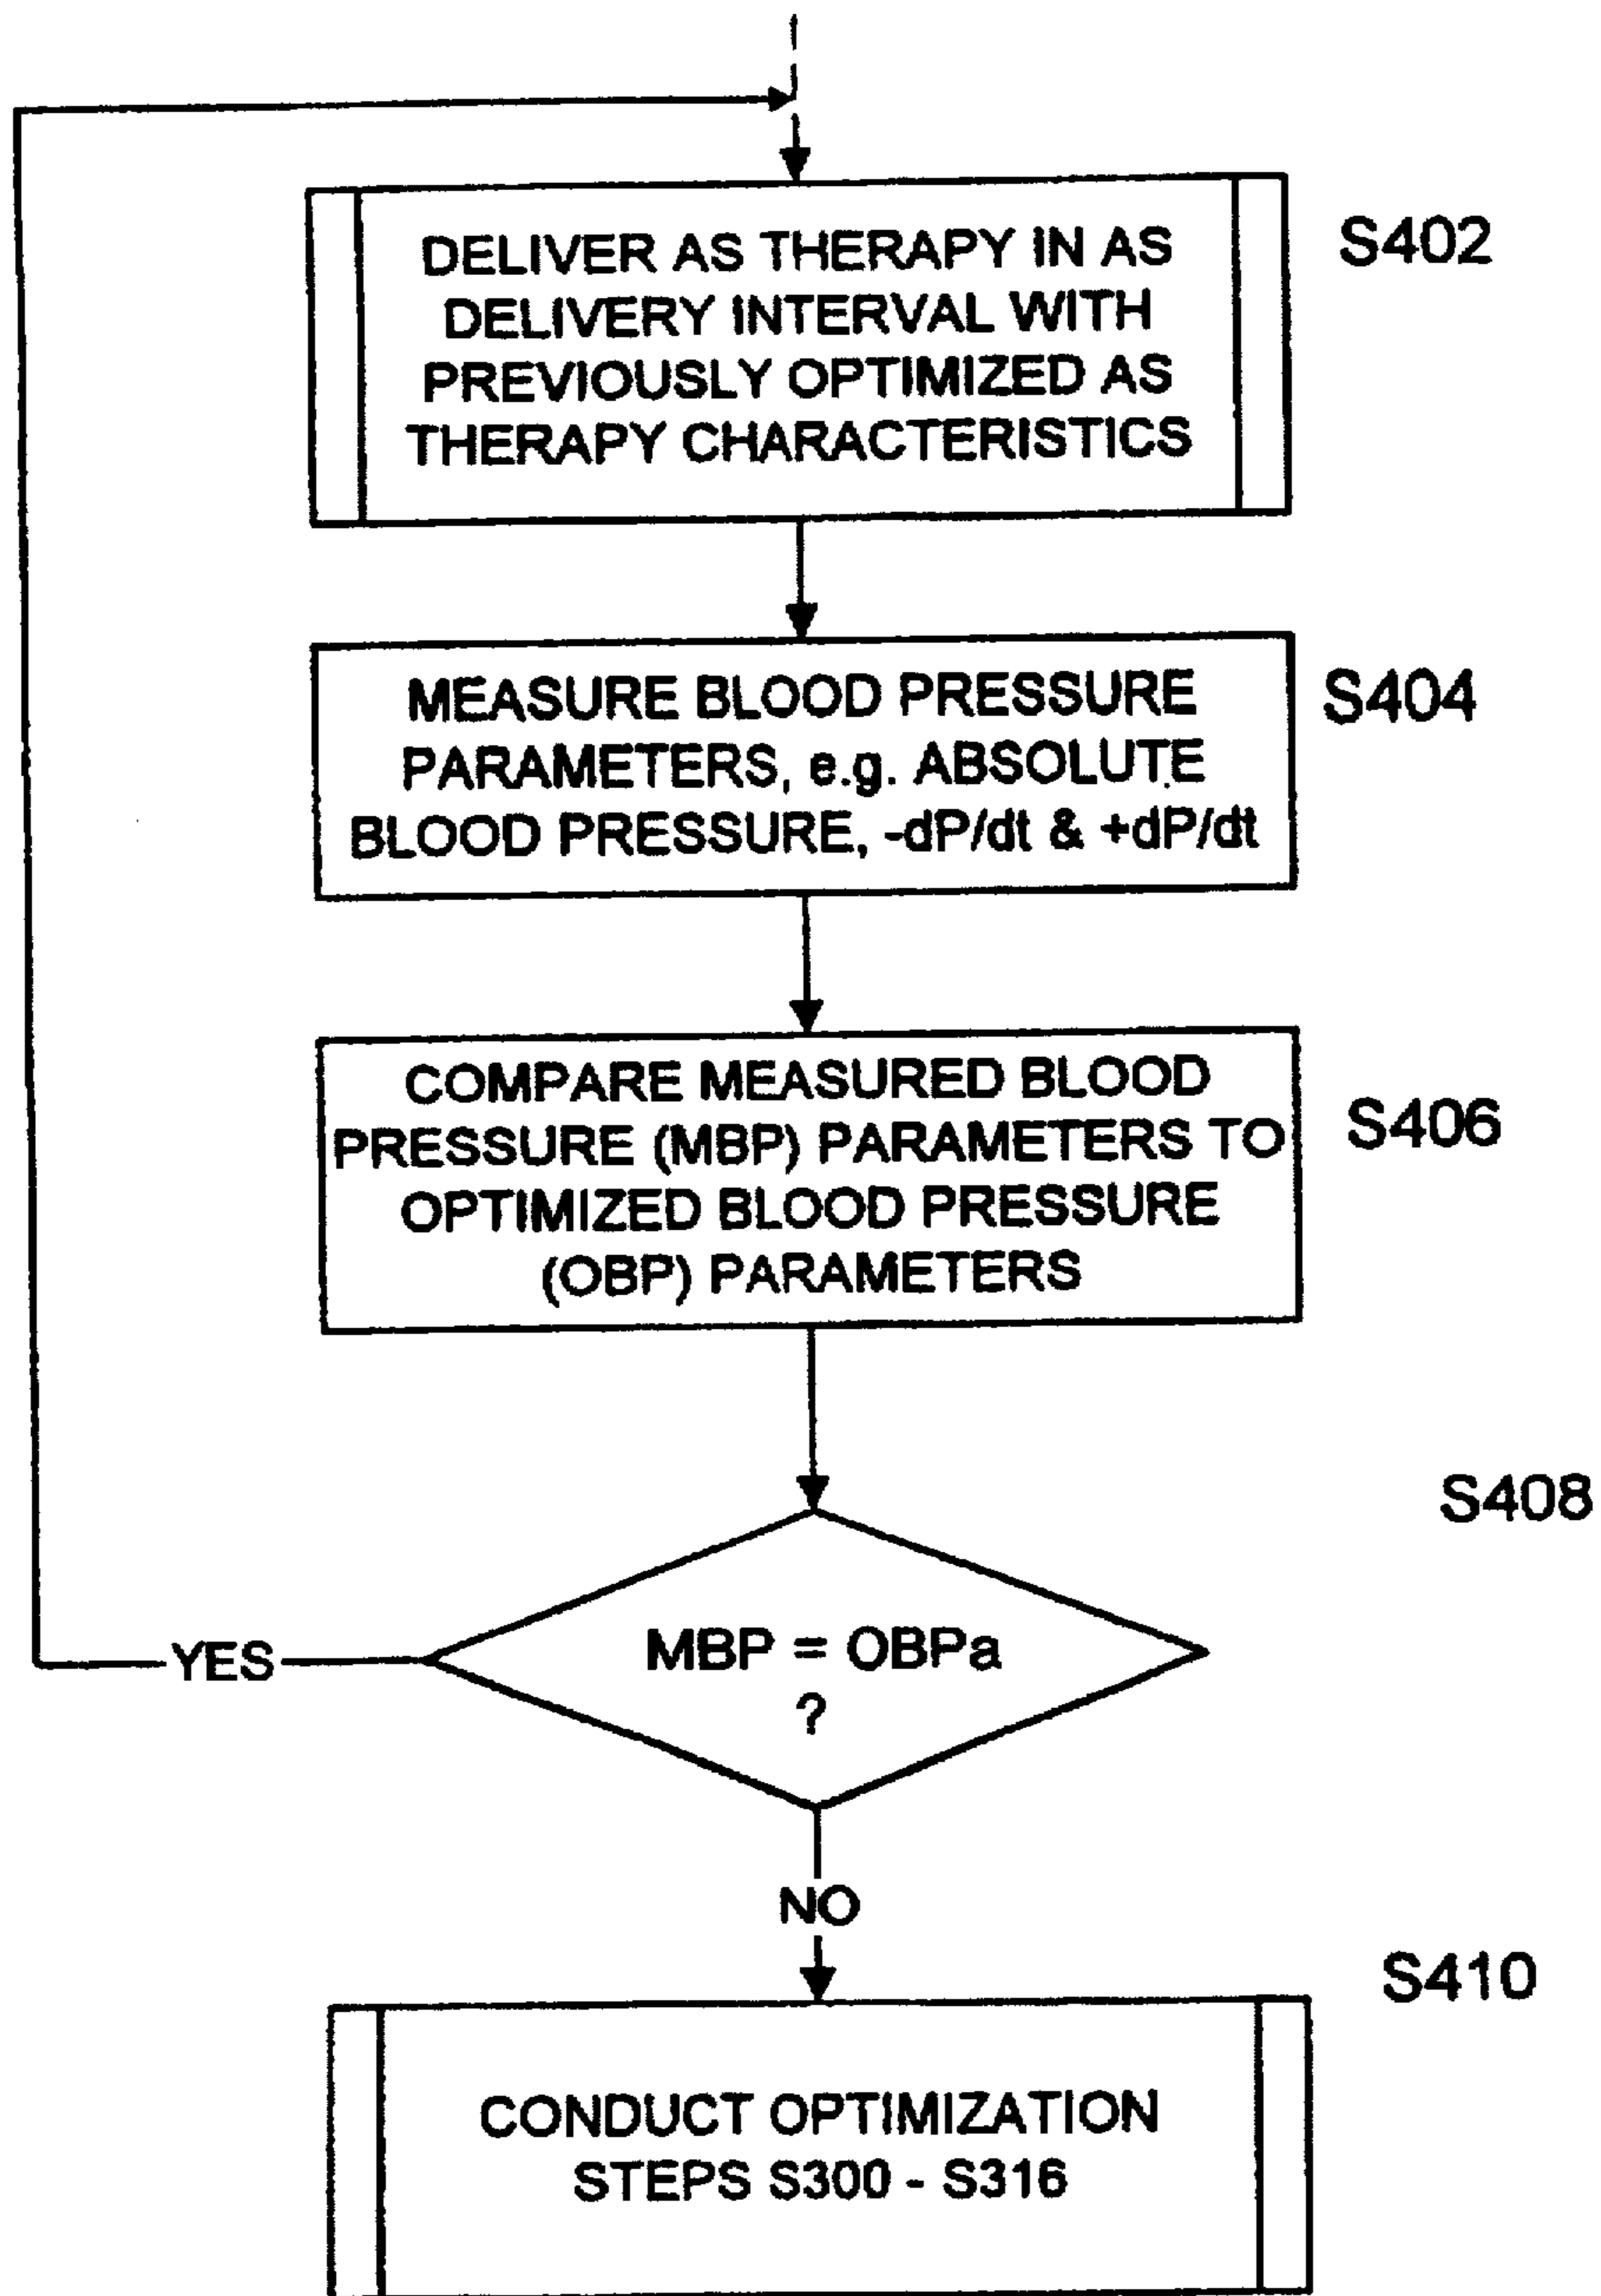 DELIVER AS THERAPY IN AS
DELIVERY INTERVAL WITH
PREVIOUSLY OPTIMIZED AS
THERAPY CHARACTERISTICS
S402
MEASURE BLOOD PRESSURE
PARAMETERS, e.g. ABSOLUTE
BLOOD PRESSURE, -dP/dt & +dP/dt
S404
COMPARE MEASURED BLOOD
PRESSURE (MBP) PARAMETERS TO
OPTIMIZED BLOOD PRESSURE
(OBP) PARAMETERS
S406
S408
MBP = OBPa
?
YES
NO
S410
CONDUCT OPTIMIZATION
STEPS S300 - S316